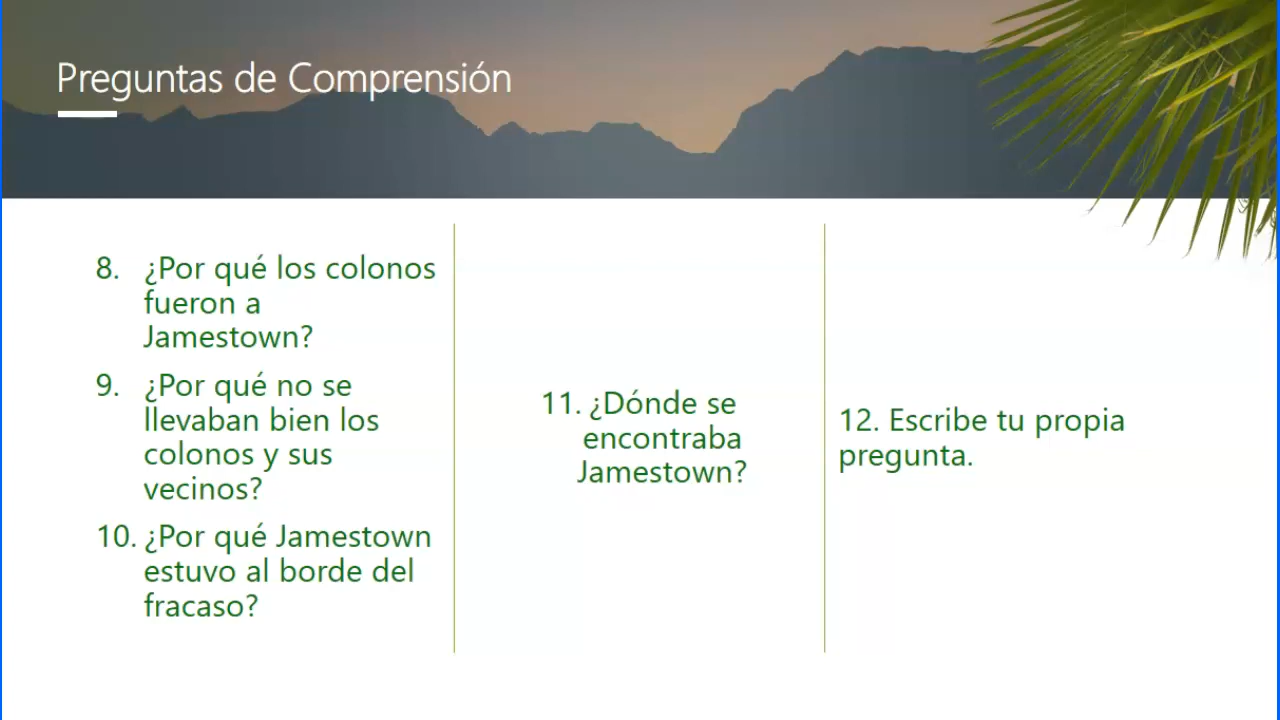 Preguntas de Comprensión
8. ¿Por qué los colonos
fueron a
Jamestown?
9. ¿Por qué no se
llevaban bien los
colonos y sus
vecinos?
10. ¿Por qué Jamestown
estuvo al borde del
fracaso?
11. ¿Dónde se
encontraba
Jamestown?
12. Escribe tu propia
pregunta.